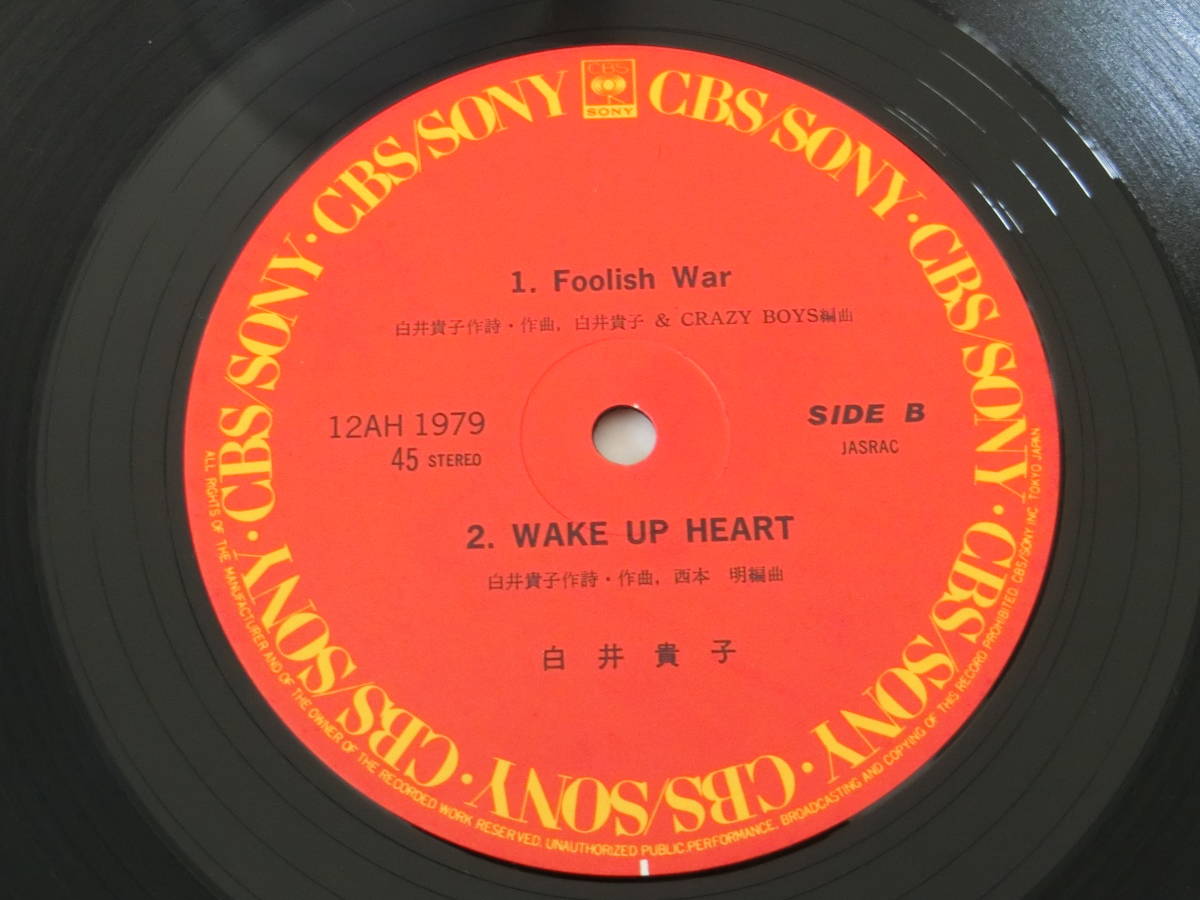 CBS/SONY · CBS/SONY · CBS/SONY · CBS/SONY · CBS/SONY · CBS/SONY · CBS/SONY · CBS/SONY
CBS
SONY
1. Foolish War
白井貴子作詩・作曲, 白井貴子 & CRAZY BOYS編曲
12AH 1979
45 STEREO
SIDE B
JASRAC
2. WAKE UP HEART
白井貴子作詩・作曲, 西本 明編曲
白井貴子
ALL RIGHTS OF THE MANUFACTURER AND OF THE OWNER OF THE RECORDED WORK RESERVED. UNAUTHORIZED PUBLIC PERFORMANCE, BROADCASTING AND COPYING OF THIS RECORD PROHIBITED. CBS/SONY INC. TOKYO JAPAN